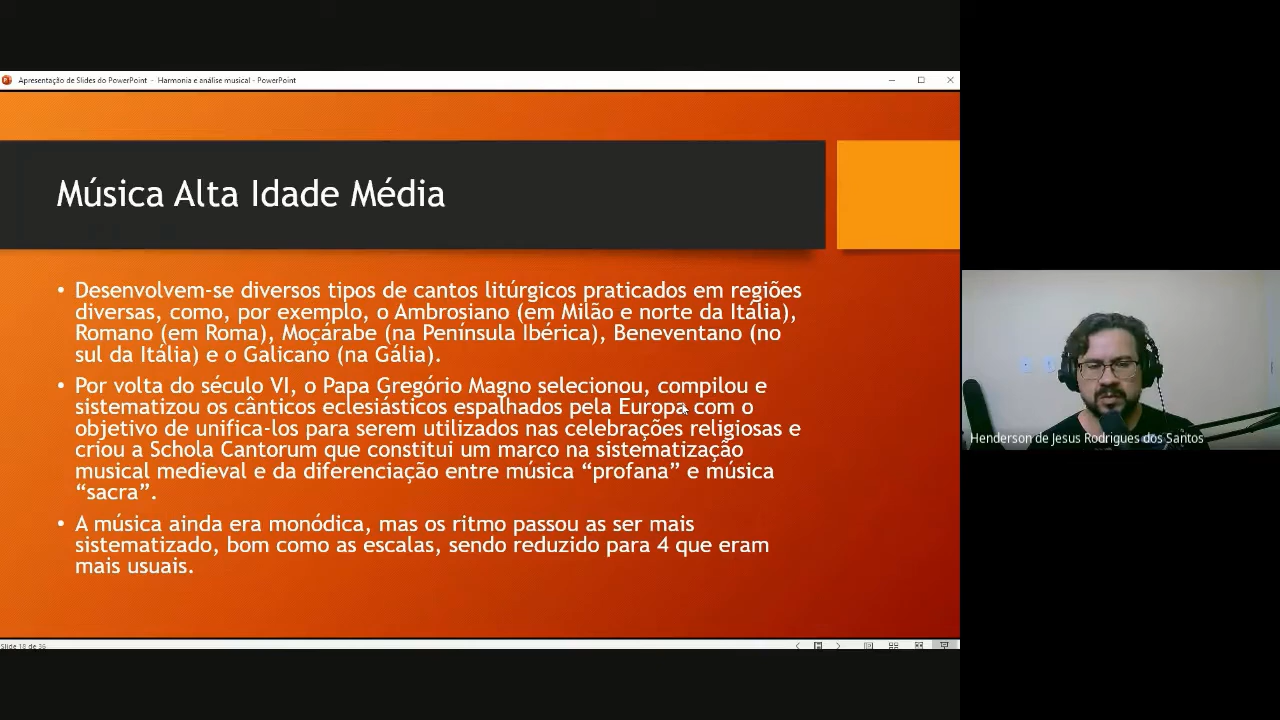 Apresentação de Slides do PowerPoint - Harmonia e análise musical - PowerPoint
Música Alta Idade Média
• Desenvolvem-se diversos tipos de cantos litúrgicos praticados em regiões
diversas, como, por exemplo, o Ambrosiano (em Milão e norte da Itália),
Romano (em Roma), Moçárabe (na Península Ibérica), Beneventano (no
sul da Itália) e o Galicano (na Gália).
• Por volta do século VI, o Papa Gregório Magno selecionou, compilou e
sistematizou os cânticos eclesiásticos espalhados pela Europa com o
objetivo de unifica-los para serem utilizados nas celebrações religiosas e
criou a Schola Cantorum que constitui um marco na sistematização
musical medieval e da diferenciação entre música “profana” e música
“sacra”.
• A música ainda era monódica, mas os ritmo passou as ser mais
sistematizado, bom como as escalas, sendo reduzido para 4 que eram
mais usuais.
Henderson de Jesus Rodrigues dos Santos
Slide 18 de 36